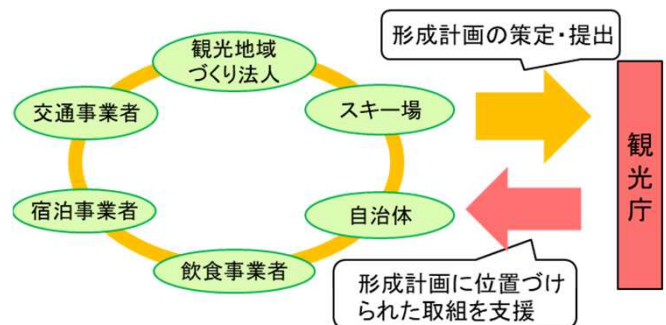 観光地域
づくり法人
交通事業者
スキー場
宿泊事業者
自治体
飲食事業者
形成計画の策定・提出
観光庁
形成計画に位置づけ
られた取組を支援